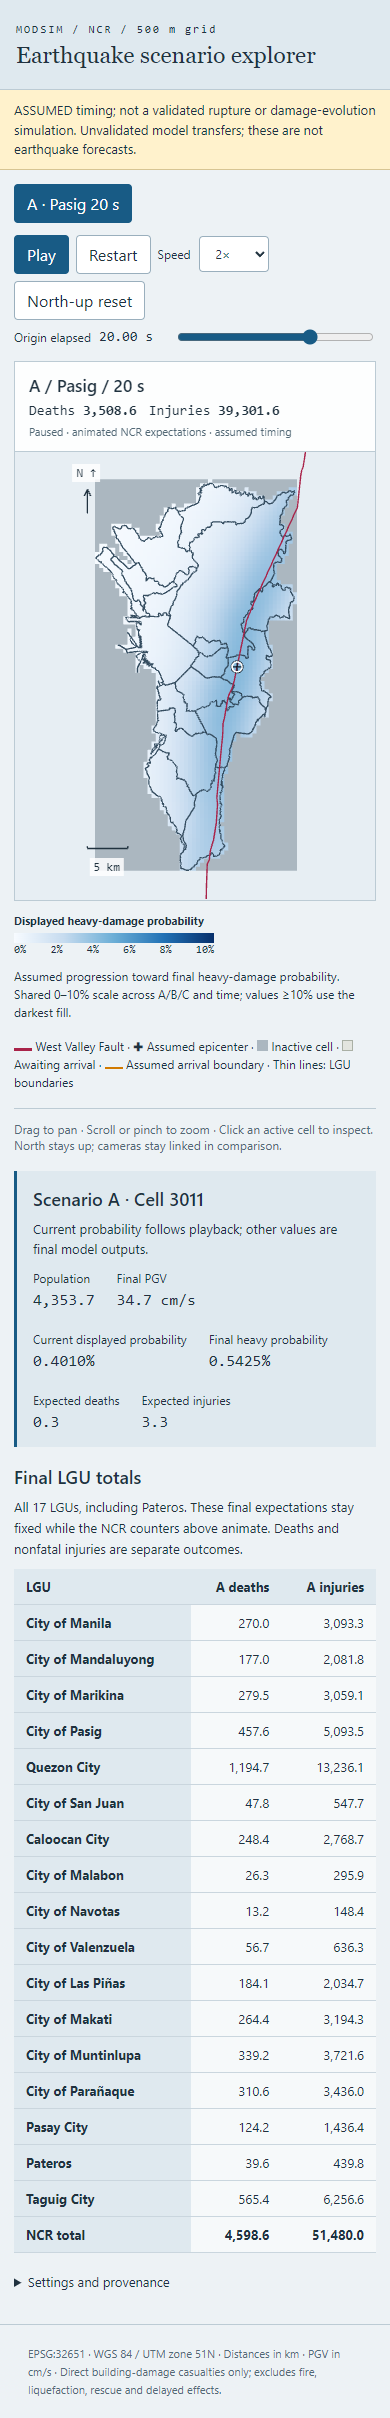 MODSIM / NCR / 500 m grid
Earthquake scenario explorer
ASSUMED timing; not a validated rupture or damage-evolution
simulation. Unvalidated model transfers; these are not
earthquake forecasts.
A · Pasig 20 s
Play Restart Speed 2×
North-up reset
Origin elapsed 20.00 s
A / Pasig / 20 s
Deaths 3,508.6 Injuries 39,301.6
Paused · animated NCR expectations · assumed timing
N ↑
5 km
Displayed heavy-damage probability
0% 2% 4% 6% 8% 10%
Assumed progression toward final heavy-damage probability.
Shared 0–10% scale across A/B/C and time; values ≥10% use the
darkest fill.
West Valley Fault · ✚ Assumed epicenter · Inactive cell ·
Awaiting arrival · Assumed arrival boundary · Thin lines: LGU
boundaries
Drag to pan · Scroll or pinch to zoom · Click an active cell to inspect.
North stays up; cameras stay linked in comparison.
Scenario A · Cell 3011
Current probability follows playback; other values are
final model outputs.
Population Final PGV
4,353.7 34.7 cm/s
Current displayed probability Final heavy probability
0.4010% 0.5425%
Expected deaths Expected injuries
0.3 3.3
Final LGU totals
All 17 LGUs, including Pateros. These final expectations stay
fixed while the NCR counters above animate. Deaths and
nonfatal injuries are separate outcomes.
LGU A deaths A injuries
City of Manila 270.0 3,093.3
City of Mandaluyong 177.0 2,081.8
City of Marikina 279.5 3,059.1
City of Pasig 457.6 5,093.5
Quezon City 1,194.7 13,236.1
City of San Juan 47.8 547.7
Caloocan City 248.4 2,768.7
City of Malabon 26.3 295.9
City of Navotas 13.2 148.4
City of Valenzuela 56.7 636.3
City of Las Piñas 184.1 2,034.7
City of Makati 264.4 3,194.3
City of Muntinlupa 339.2 3,721.6
City of Parañaque 310.6 3,436.0
Pasay City 124.2 1,436.4
Pateros 39.6 439.8
Taguig City 565.4 6,256.6
NCR total 4,598.6 51,480.0
▶ Settings and provenance
EPSG:32651 · WGS 84 / UTM zone 51N · Distances in km · PGV in
cm/s · Direct building-damage casualties only; excludes fire,
liquefaction, rescue and delayed effects.